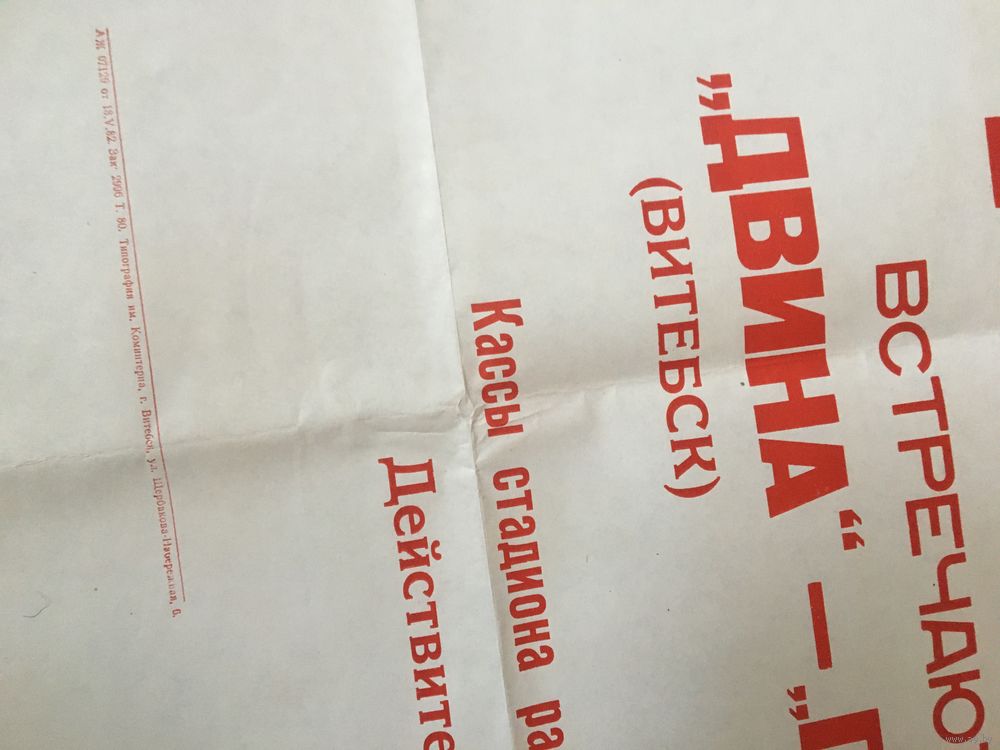 ВСТРЕЧАЮ
„ДВИНА“ — „
(ВИТЕБСК)
Кассы стадиона ра
Действите
АЖ 07129 от 18.V.82 Зак. 2906 Т. 80. Типография им. Коминтерна, г. Витебск, ул. Щербакова-Набережная, 6.